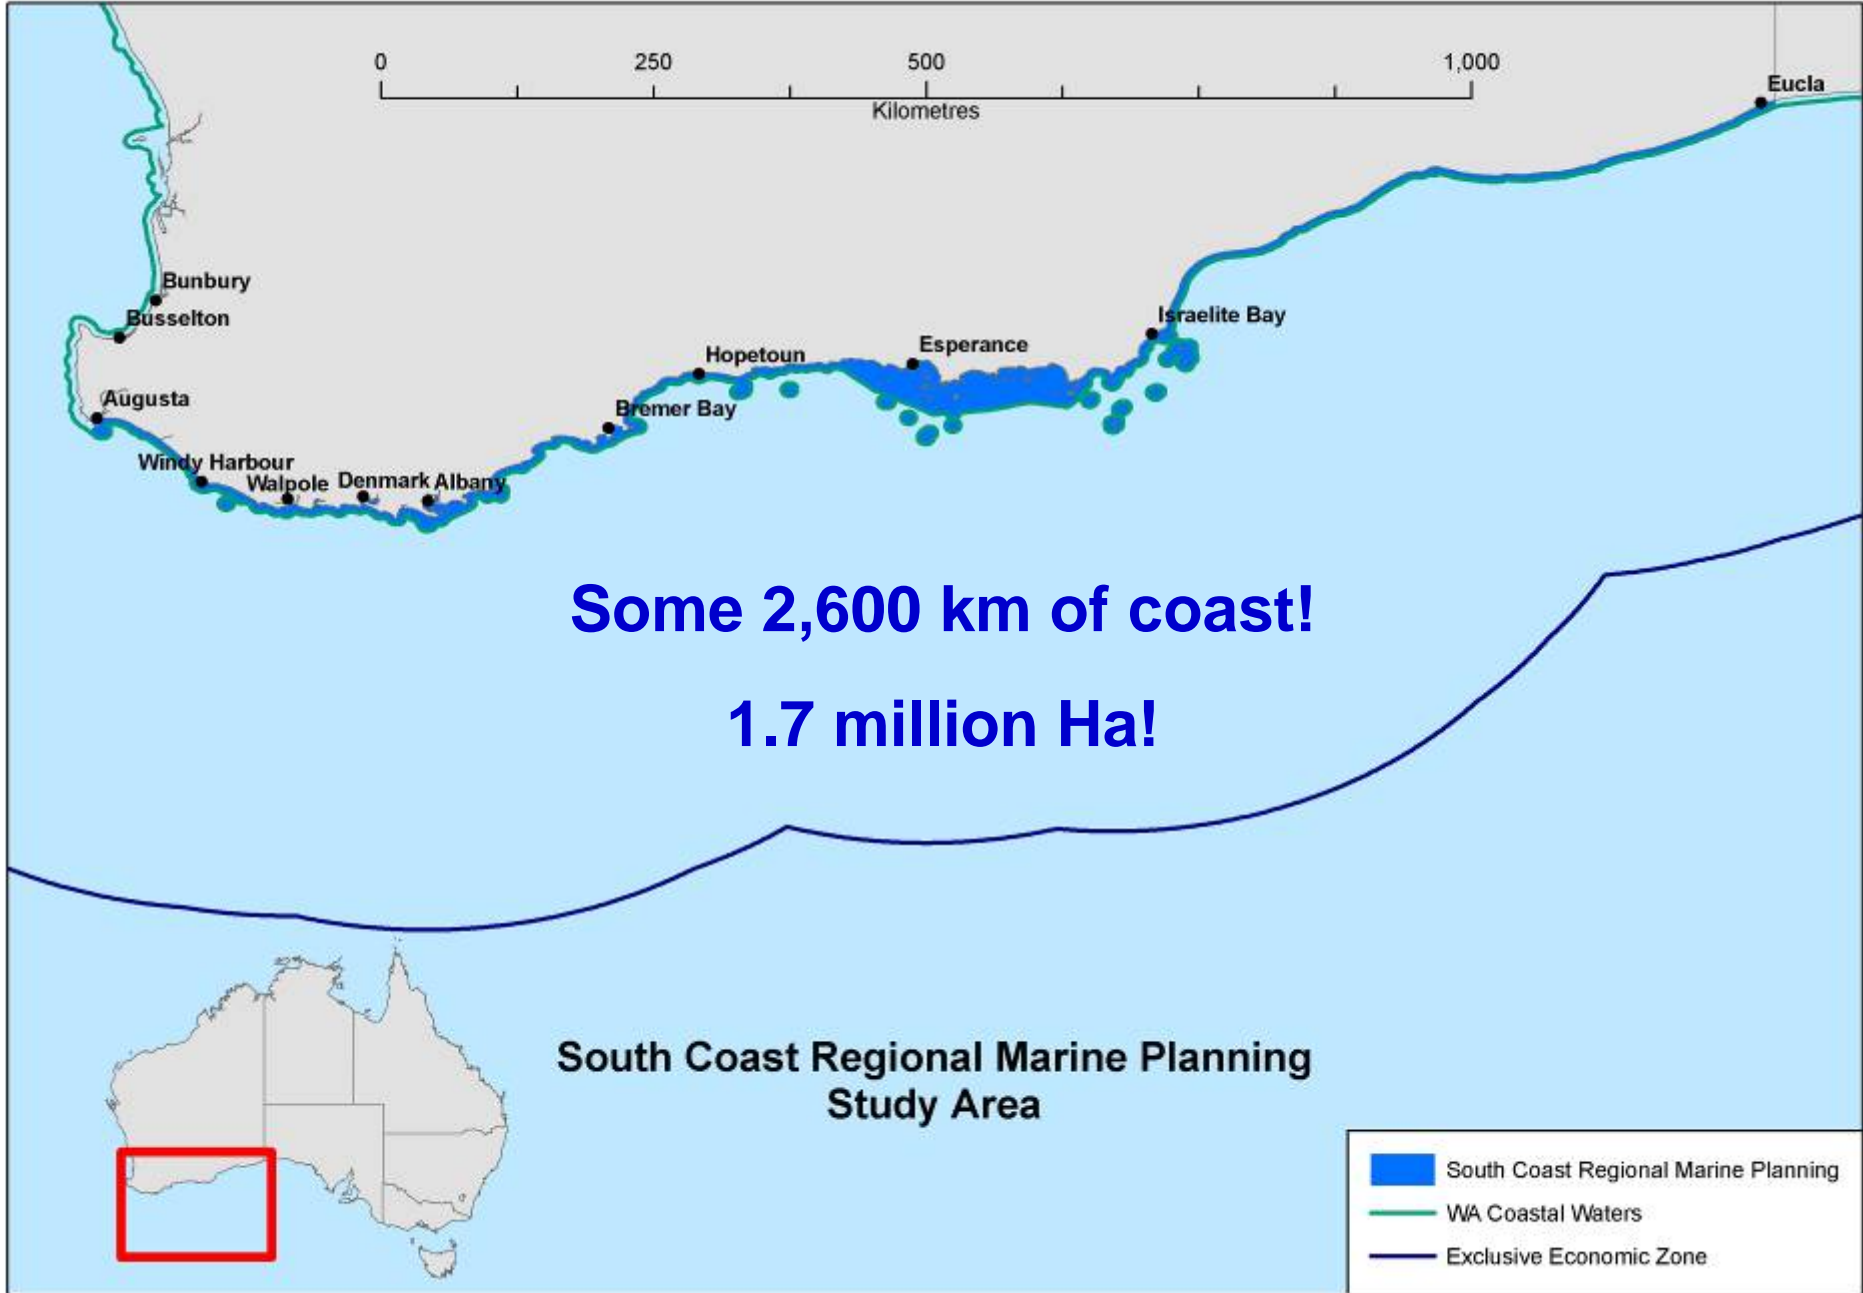 0 250 500 1,000
Kilometres
Eucla
Bunbury
Busselton
Israelite Bay
Esperance
Hopetoun
Augusta
Bremer Bay
Windy Harbour
Walpole
Denmark
Albany
Some 2,600 km of coast!
1.7 million Ha!
South Coast Regional Marine Planning
Study Area
South Coast Regional Marine Planning
WA Coastal Waters
Exclusive Economic Zone